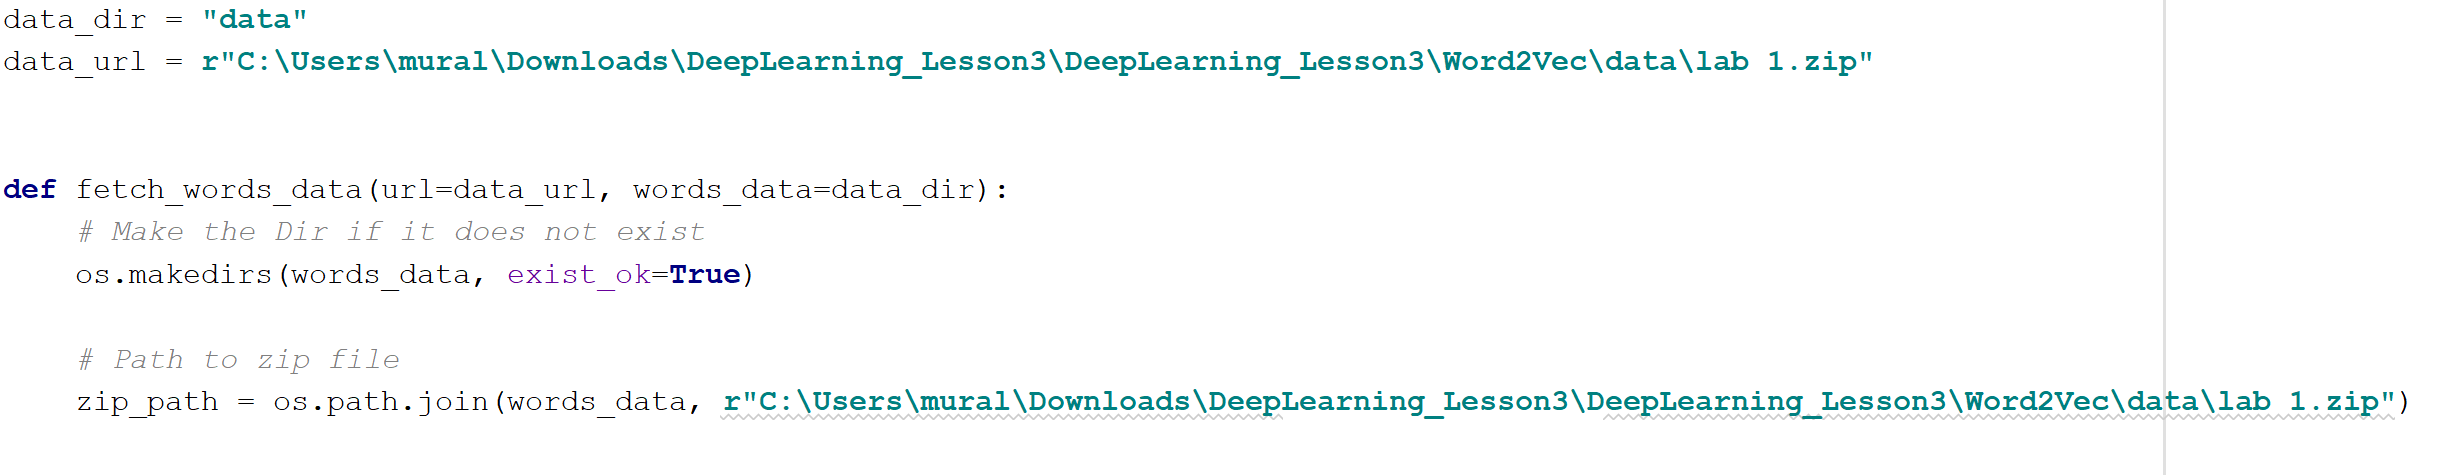 data_dir = "data"
data_url = r"C:\Users\mural\Downloads\DeepLearning_Lesson3\DeepLearning_Lesson3\Word2Vec\data\lab 1.zip"
def fetch_words_data(url=data_url, words_data=data_dir):
    # Make the Dir if it does not exist
    os.makedirs(words_data, exist_ok=True)
    # Path to zip file
    zip_path = os.path.join(words_data, r"C:\Users\mural\Downloads\DeepLearning_Lesson3\DeepLearning_Lesson3\Word2Vec\data\lab 1.zip")